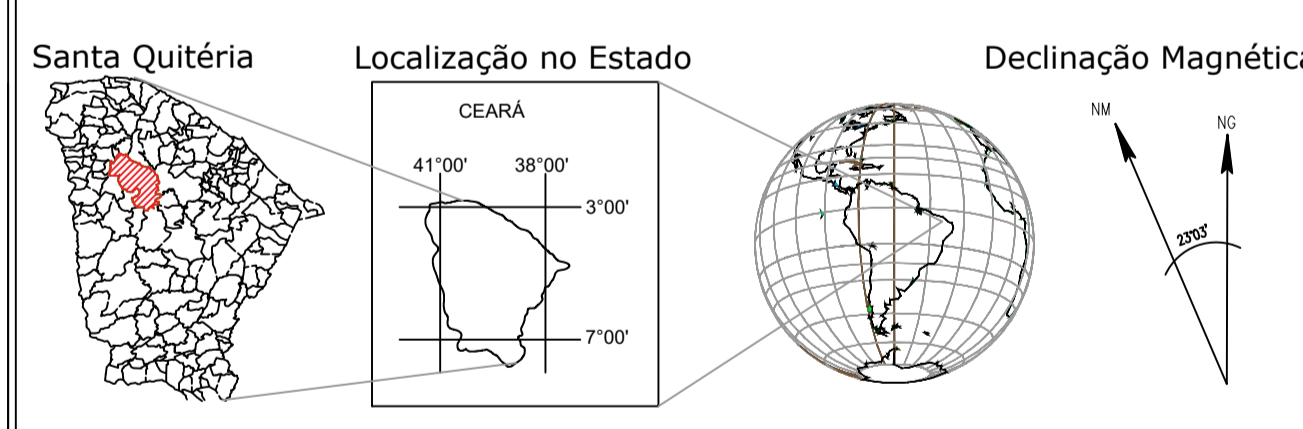 Santa Quitéria
Localização no Estado
Declinação Magnética
CEARÁ
41°00'
38°00'
3°00'
7°00'
NM
NG
23°03'